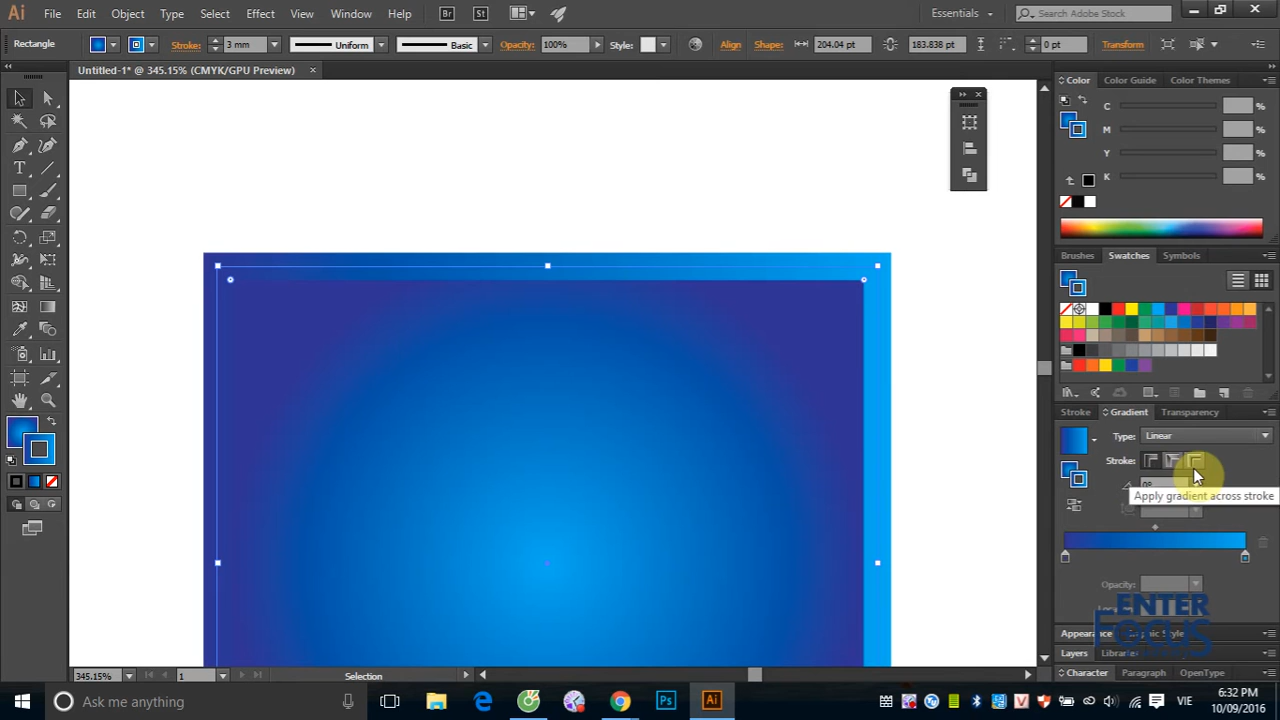 Ai File Edit Object Type Select Effect View Window Help Br St Essentials Search Adobe Stock
Rectangle Stroke: 3 mm Uniform Basic Opacity: 100% Style: Align Shape: 204.04 pt 183.838 pt 0 pt Transform
Untitled-1* @ 345.15% (CMYK/GPU Preview)
Color Color Guide Color Themes
C %
M %
Y %
K %
Brushes Swatches Symbols
Stroke Gradient Transparency
Type: Linear
Stroke:
Apply gradient across stroke
Opacity:
ENTER
Focus
Appearance Graphic Styles
Layers Libraries
345.15% 1 Selection
Character Paragraph OpenType
Ask me anything Ps Ai VIE 6:32 PM
10/09/2016